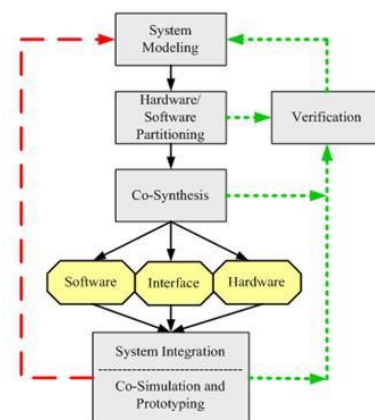 System
Modeling
Hardware/
Software
Partitioning
Verification
Co-Synthesis
Software
Interface
Hardware
System Integration
Co-Simulation and
Prototyping